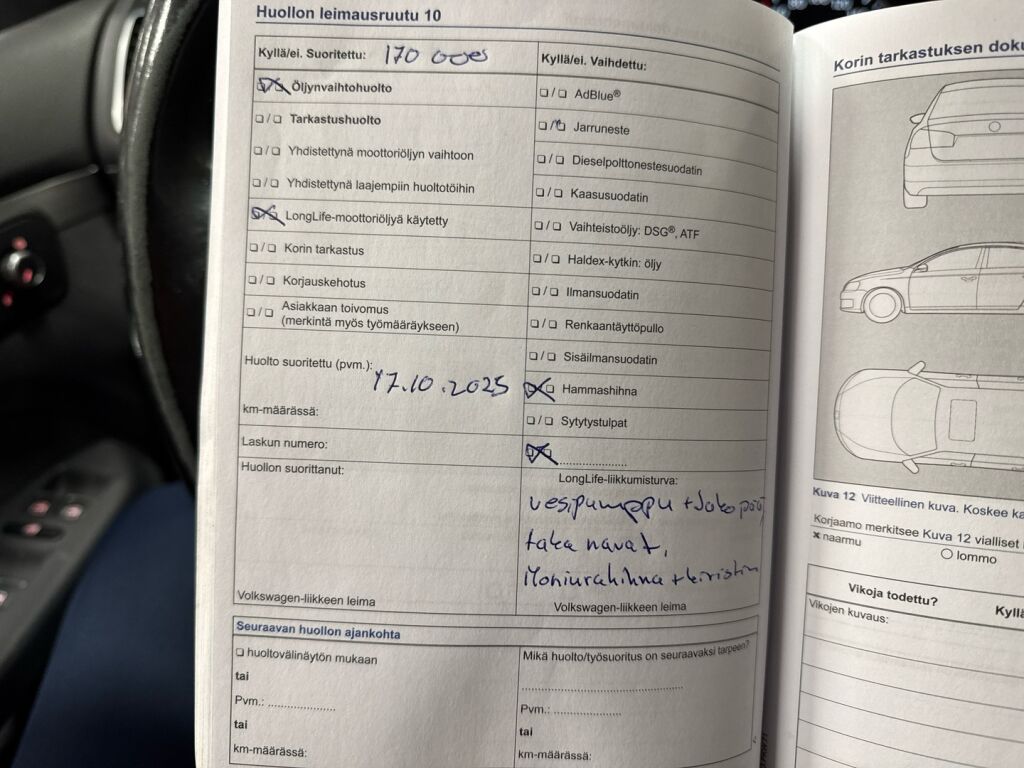 Huollon leimausruutu 10
Kyllä/ei. Suoritettu: 170
☐/☐ Öljynvaihtohuolto
☐/☐ Tarkastushuolto
☐/☐ Yhdistettynä moottoriöljyn vaihtoon
☐/☐ Yhdistettynä laajempiin huoltotöihin
☐/☐ LongLife-moottoriöljyä käytetty
☐/☐ Korin tarkastus
☐/☐ Korjauskehotus
☐/☐ Asiakkaan toivomus
(merkintä myös työmääräykseen)
Huolto suoritettu (pvm.):
17.10.2025
km-määrässä:
Laskun numero:
Huollon suorittanut:
Volkswagen-liikkeen leima
Kyllä/ei. Vaihdettu:
☐/☐ AdBlue®
☐/☐ Jarruneste
☐/☐ Dieselpolttonestesuodatin
☐/☐ Kaasusuodatin
☐/☐ Vaihteistoöljy: DSG®, ATF
☐/☐ Haldex-kytkin: öljy
☐/☐ Ilmansuodatin
☐/☐ Renkaantäyttöpullo
☐/☐ Sisäilmansuodatin
☐/☐ Hammashihna
☐/☐ Sytytystulpat
☐/☐ ....................
LongLife-liikkumisturva:
vesipumppu + Jakopää,
taka navat,
Moniurahihna + kiristin
Volkswagen-liikkeen leima
Seuraavan huollon ajankohta
☐ huoltovälinäytön mukaan
tai
Pvm.: ....................
tai
km-määrässä:
Mikä huolto/työsuoritus on seuraavaksi tarpeen?
................................................
Pvm.: ....................
tai
km-määrässä:
Korin tarkastuksen
Kuva 12 Viitteellinen kuva. Koskee
Korjaamo merkitsee Kuva 12 vialliset
x naarmu
○ lommo
Vikoja todettu?
Vikojen kuvaus: